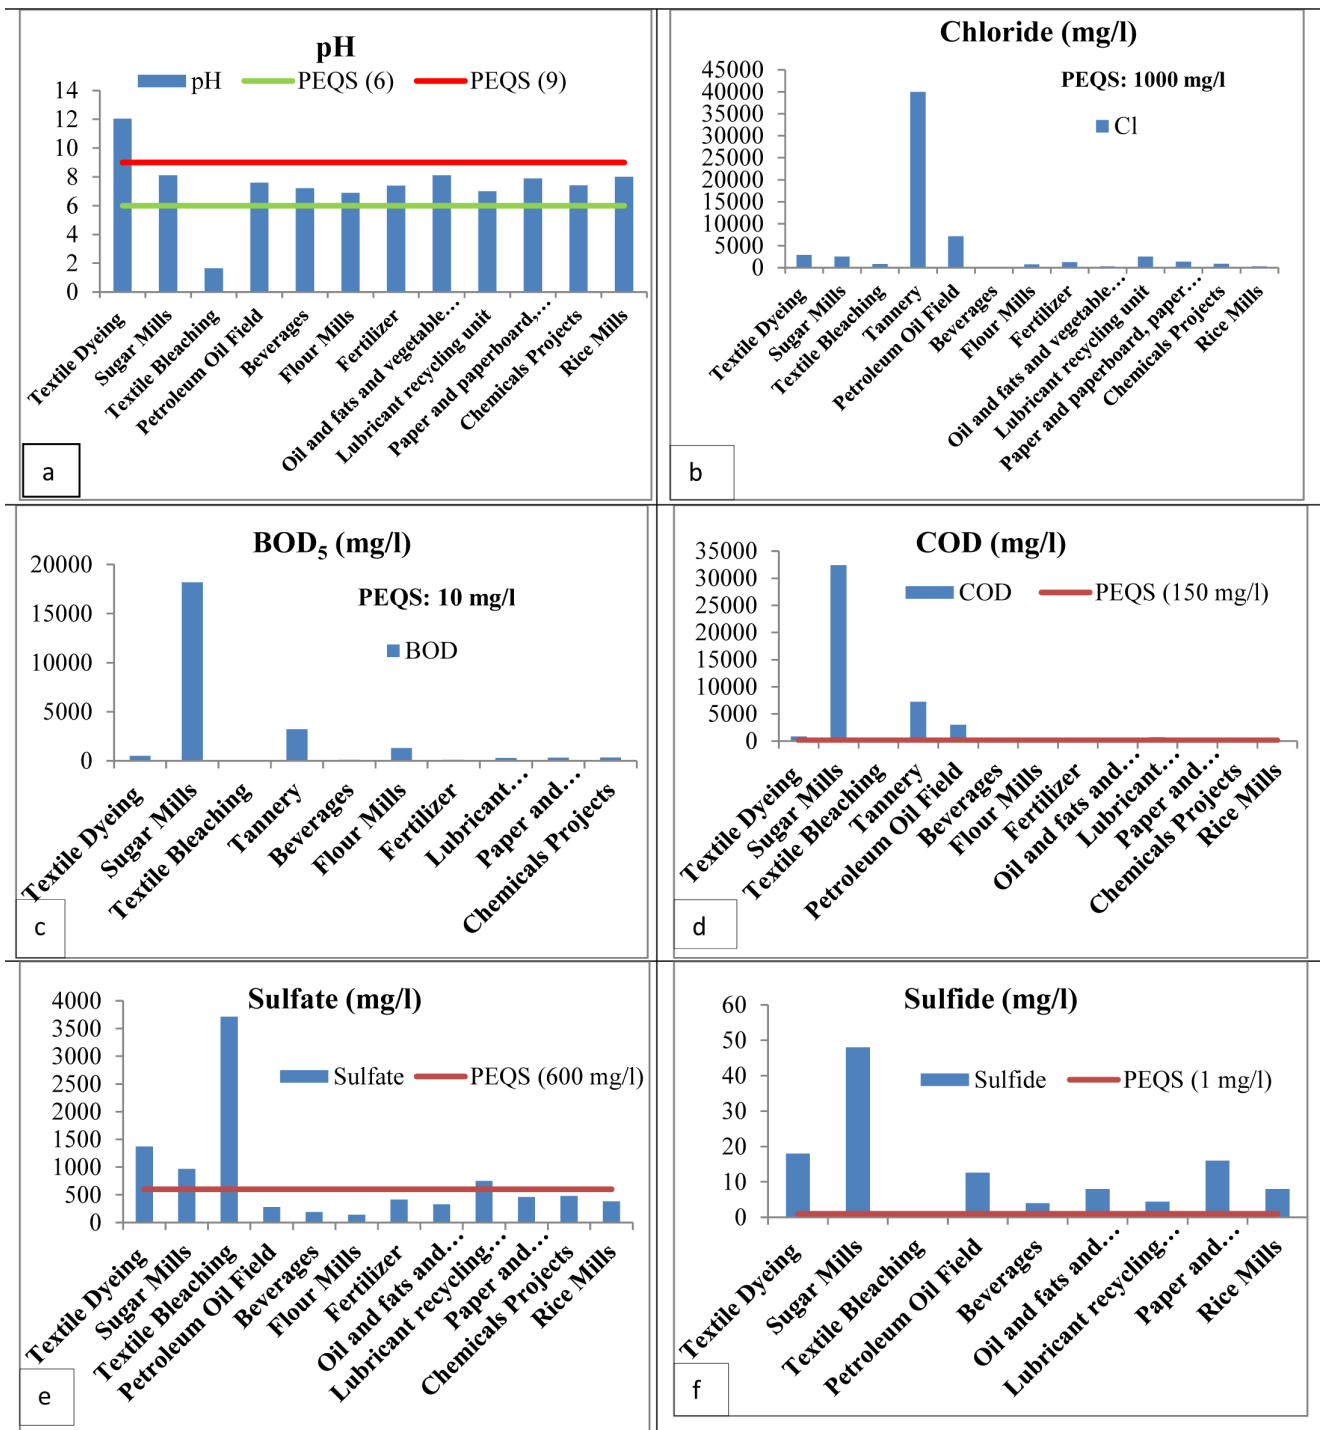 pH
pH PEQS (6) PEQS (9)
14
12
10
8
6
4
2
0
Textile Dyeing
Sugar Mills
Textile Bleaching
Petroleum Oil Field
Beverages
Flour Mills
Fertilizer
Oil and fats and vegetable…
Lubricant recycling unit
Paper and paperboard,…
Chemicals Projects
Rice Mills
a
Chloride (mg/l)
PEQS: 1000 mg/l
Cl
45000
40000
35000
30000
25000
20000
15000
10000
5000
0
Textile Dyeing
Sugar Mills
Textile Bleaching
Tannery
Petroleum Oil Field
Beverages
Flour Mills
Fertilizer
Oil and fats and vegetable…
Lubricant recycling unit
Paper and paperboard, paper…
Chemicals Projects
Rice Mills
b
BOD5 (mg/l)
PEQS: 10 mg/l
BOD
20000
15000
10000
5000
0
Textile Dyeing
Sugar Mills
Textile Bleaching
Tannery
Beverages
Flour Mills
Fertilizer
Lubricant…
Paper and…
Chemicals Projects
c
COD (mg/l)
COD PEQS (150 mg/l)
35000
30000
25000
20000
15000
10000
5000
0
Textile Dyeing
Sugar Mills
Textile Bleaching
Tannery
Petroleum Oil Field
Beverages
Flour Mills
Fertilizer
Oil and fats and…
Lubricant…
Paper and…
Chemicals Projects
Rice Mills
d
Sulfate (mg/l)
Sulfate PEQS (600 mg/l)
4000
3500
3000
2500
2000
1500
1000
500
0
Textile Dyeing
Sugar Mills
Textile Bleaching
Petroleum Oil Field
Beverages
Flour Mills
Fertilizer
Oil and fats and…
Lubricant recycling…
Paper and…
Chemicals Projects
Rice Mills
e
Sulfide (mg/l)
Sulfide PEQS (1 mg/l)
60
50
40
30
20
10
0
Textile Dyeing
Sugar Mills
Textile Bleaching
Petroleum Oil Field
Beverages
Oil and fats and…
Lubricant recycling…
Paper and…
Rice Mills
f